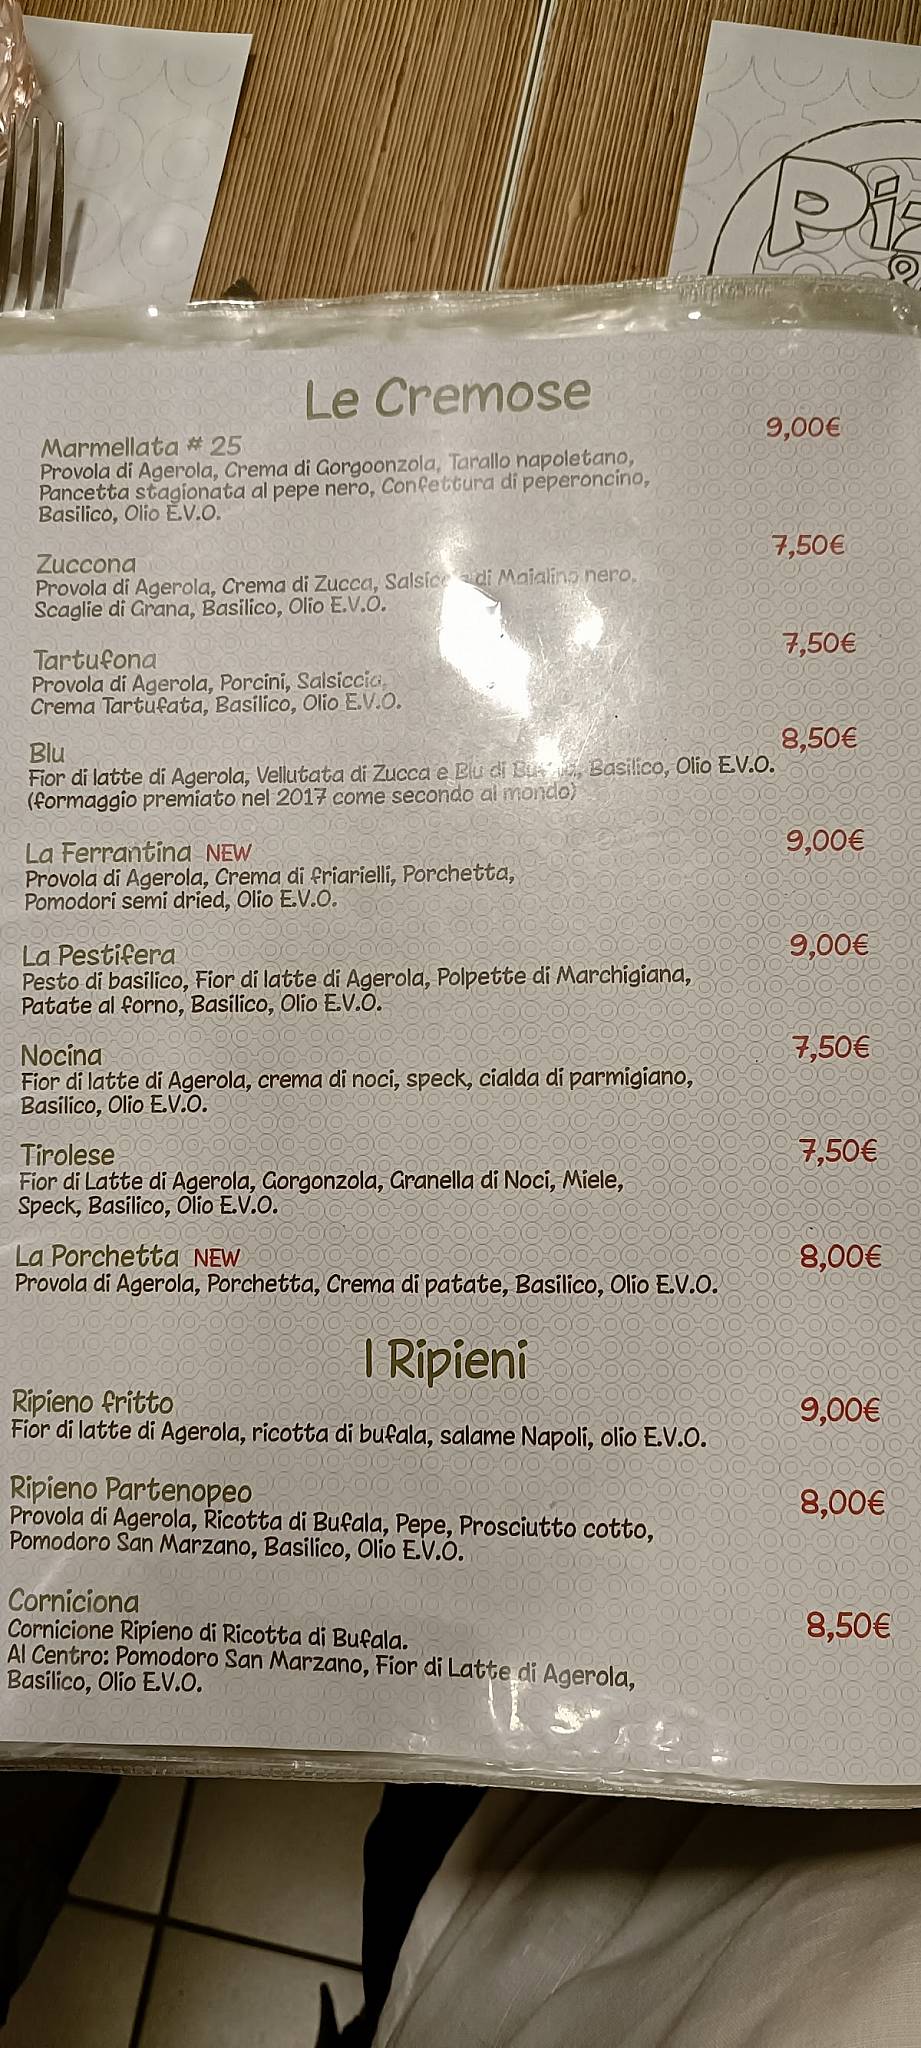 Le Cremose
Marmellata # 25 9,00€
Provola di Agerola, Crema di Gorgoonzola, Tarallo napoletano,
Pancetta stagionata al pepe nero, Confettura di peperoncino,
Basilico, Olio E.V.O.
Zuccona 7,50€
Provola di Agerola, Crema di Zucca, di Maialino nero,
Scaglie di Grana, Basilico, Olio E.V.O.
Tartufona 7,50€
Provola di Agerola, Porcini, Salsiccia,
Crema Tartufata, Basilico, Olio E.V.O.
Blu 8,50€
Fior di latte di Agerola, Vellutata di Zucca e Blu di Basilico, Olio E.V.O.
(formaggio premiato nel 2017 come secondo al mondo)
La Ferrantina NEW 9,00€
Provola di Agerola, Crema di friarielli, Porchetta,
Pomodori semi dried, Olio E.V.O.
La Pestifera 9,00€
Pesto di basilico, Fior di latte di Agerola, Polpette di Marchigiana,
Patate al forno, Basilico, Olio E.V.O.
Nocina 7,50€
Fior di latte di Agerola, crema di noci, speck, cialda di parmigiano,
Basilico, Olio E.V.O.
Tirolese 7,50€
Fior di Latte di Agerola, Gorgonzola, Granella di Noci, Miele,
Speck, Basilico, Olio E.V.O.
La Porchetta NEW 8,00€
Provola di Agerola, Porchetta, Crema di patate, Basilico, Olio E.V.O.
I Ripieni
Ripieno fritto 9,00€
Fior di latte di Agerola, ricotta di bufala, salame Napoli, olio E.V.O.
Ripieno Partenopeo 8,00€
Provola di Agerola, Ricotta di Bufala, Pepe, Prosciutto cotto,
Pomodoro San Marzano, Basilico, Olio E.V.O.
Corniciona 8,50€
Cornicione Ripieno di Ricotta di Bufala.
Al Centro: Pomodoro San Marzano, Fior di Latte di Agerola,
Basilico, Olio E.V.O.